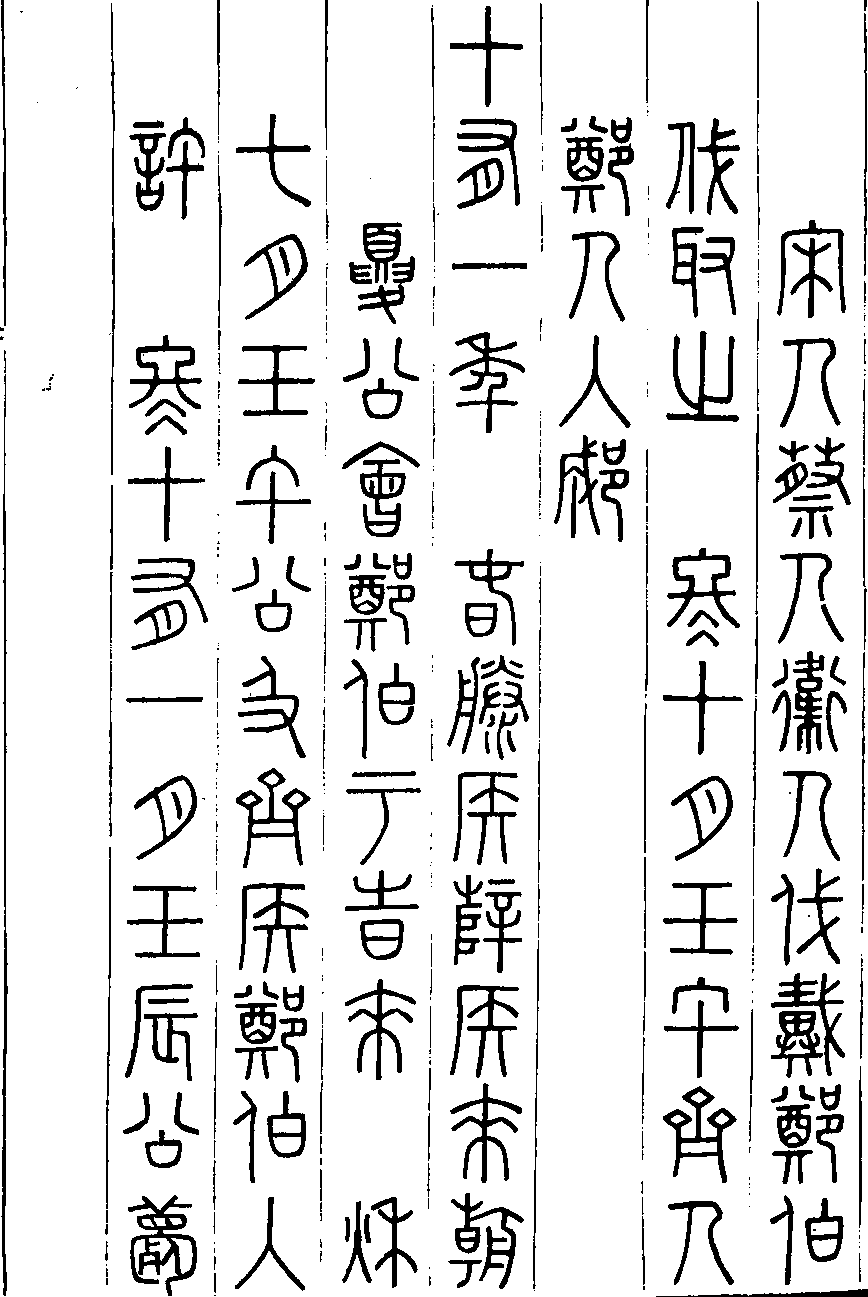 宋人蔡人衛人伐戴鄭伯
伐取之 冬十月壬午齊人
鄭人入郕
十有一年 春滕侯薛侯來朝
夏公會鄭伯于時來 秋
七月壬午公及齊侯鄭伯入
許 冬十有一月壬辰公薨